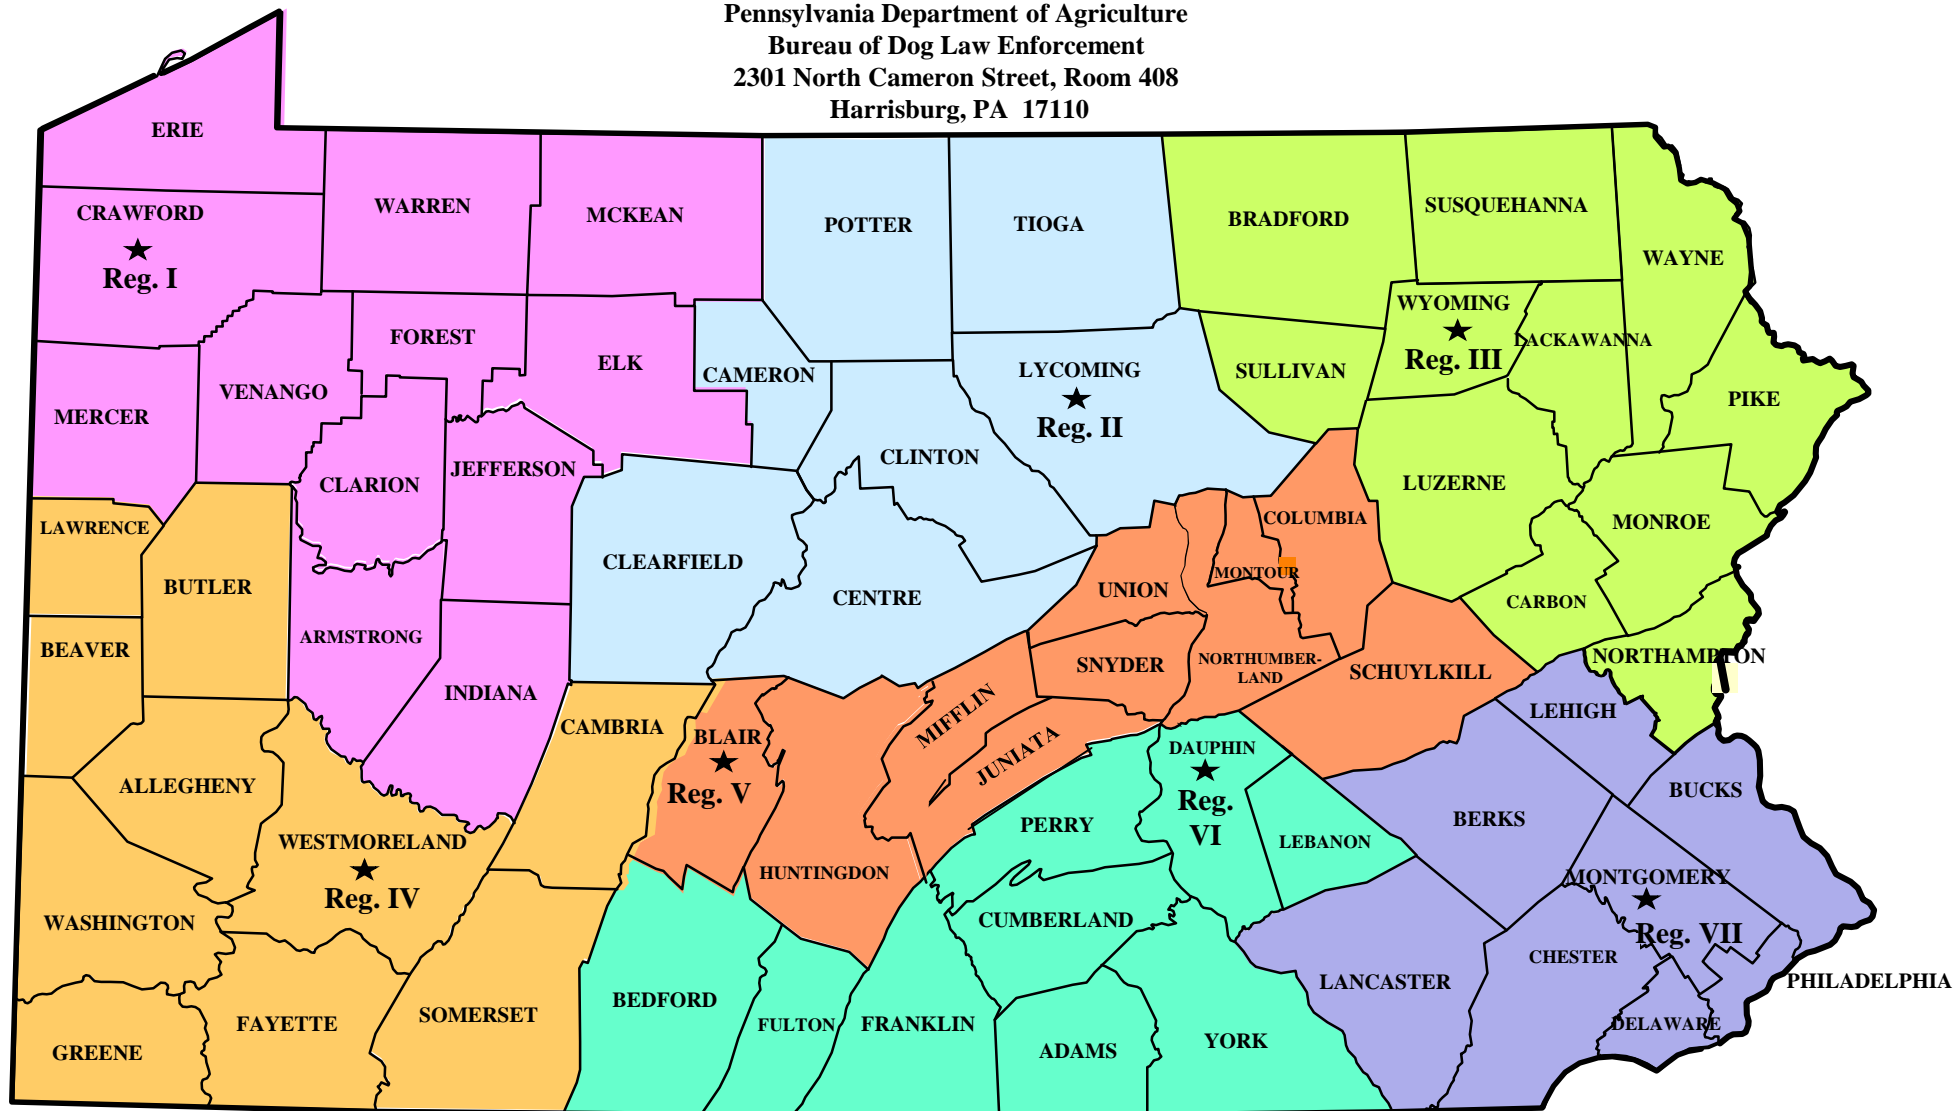 Pennsylvania Department of Agriculture
Bureau of Dog Law Enforcement
2301 North Cameron Street, Room 408
Harrisburg, PA 17110
ERIE
CRAWFORD
Reg. I
WARREN
MCKEAN
POTTER
TIOGA
BRADFORD
SUSQUEHANNA
WAYNE
WYOMING
Reg. III
LACKAWANNA
FOREST
ELK
CAMERON
LYCOMING
Reg. II
SULLIVAN
PIKE
MERCER
VENANGO
CLARION
JEFFERSON
CLINTON
LUZERNE
MONROE
LAWRENCE
BUTLER
CLEARFIELD
CENTRE
UNION
MONTOUR
COLUMBIA
CARBON
BEAVER
ARMSTRONG
INDIANA
SNYDER
NORTHUMBER-
LAND
SCHUYLKILL
NORTHAMPTON
LEHIGH
CAMBRIA
BLAIR
Reg. V
MIFFLIN
JUNIATA
DAUPHIN
Reg.
VI
ALLEGHENY
WESTMORELAND
Reg. IV
HUNTINGDON
PERRY
LEBANON
BERKS
BUCKS
MONTGOMERY
Reg. VII
WASHINGTON
CUMBERLAND
CHESTER
LANCASTER
PHILADELPHIA
GREENE
FAYETTE
SOMERSET
BEDFORD
FULTON
FRANKLIN
ADAMS
YORK
DELAWARE